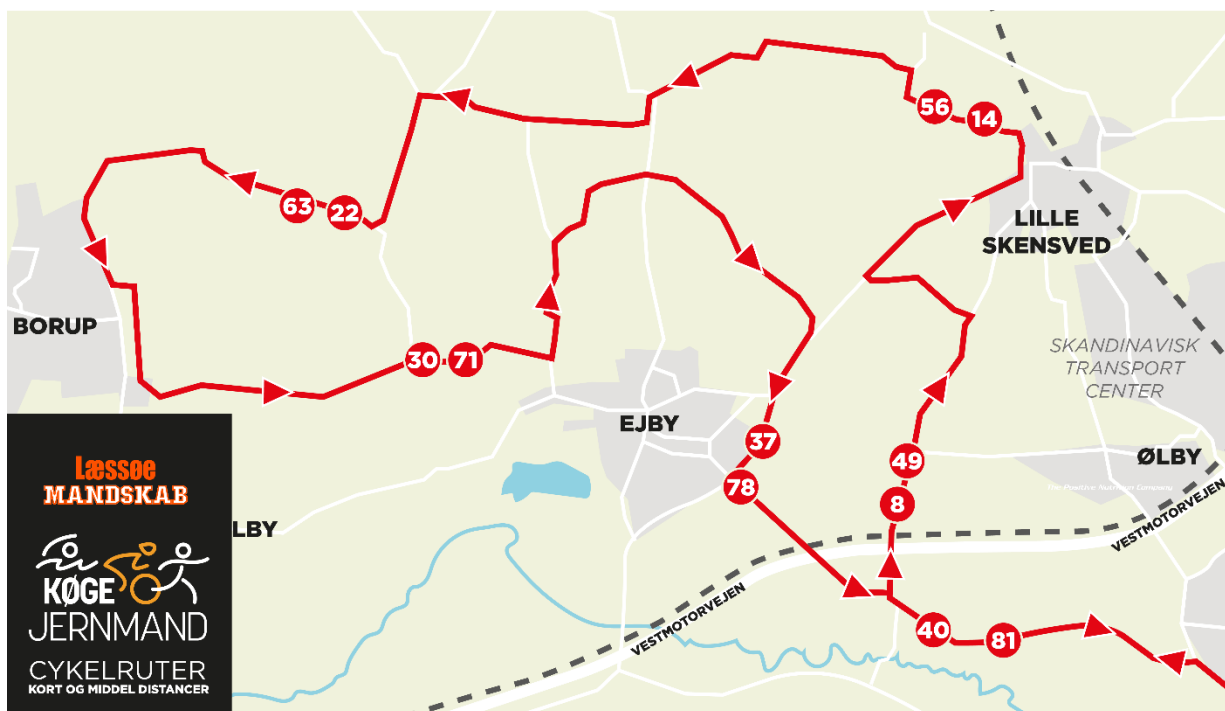 56
14
63
22
LILLE
SKENSVED
BORUP
SKANDINAVISK
TRANSPORT
CENTER
30
71
EJBY
37
49
ØLBY
78
8
Læssøe
MANDSKAB
LBY
VESTMOTORVEJEN
VESTMOTORVEJEN
40
81
KØGE
JERNMAND
CYKELRUTER
KORT OG MIDDEL DISTANCER